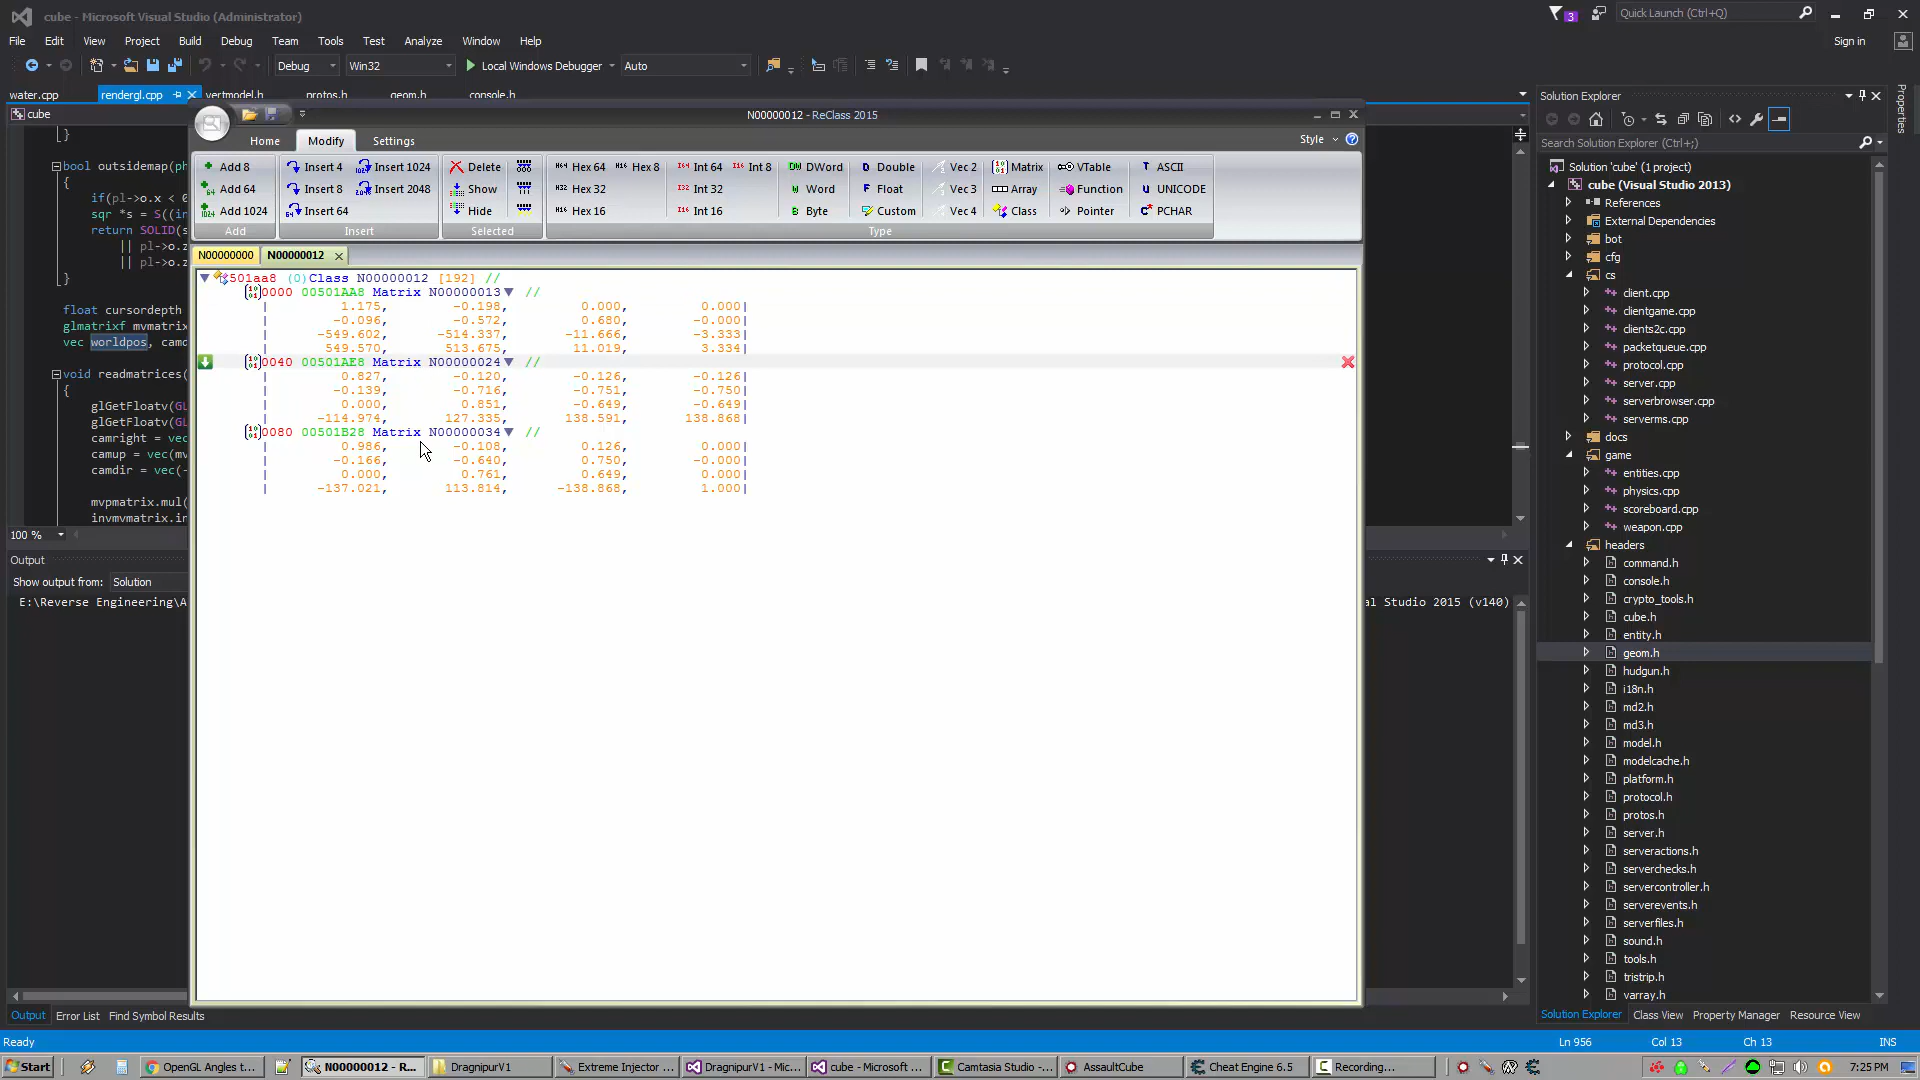 cube - Microsoft Visual Studio (Administrator)
3
Quick Launch (Ctrl+Q)
File Edit View Project Build Debug Team Tools Test Analyze Window Help
Sign in
Debug Win32 Local Windows Debugger Auto
water.cpp rendergl.cpp vertmodel.h protos.h geom.h console.h
cube
}
bool outsidemap(ph
{
if(pl->o.x < 0
sqr *s = S((in
return SOLID(s
|| pl->o.z
|| pl->o.z
}
float cursordepth
glmatrixf mvmatrix
vec worldpos, camd
void readmatrices(
{
glGetFloatv(GL
glGetFloatv(GL
camright = vec
camup = vec(mv
camdir = vec(-
mvpmatrix.mul(
invmvmatrix.in
100 %
Output
Show output from: Solution
E:\Reverse Engineering\A
al Studio 2015 (v140)
Output Error List Find Symbol Results
N00000012 - ReClass 2015
Home Modify Settings
Style
Add 8 Insert 4 Insert 1024 Delete Hex 64 Hex 8 Int 64 Int 8 DWord Double Vec 2 Matrix VTable ASCII
Add 64 Insert 8 Insert 2048 Show Hex 32 Int 32 Word Float Vec 3 Array Function UNICODE
Add 1024 Insert 64 Hide Hex 16 Int 16 Byte Custom Vec 4 Class Pointer PCHAR
Add Insert Selected Type
N00000000 N00000012
501aa8 (0)Class N00000012 [192] //
0000 00501AA8 Matrix N00000013 //
| 1.175, -0.198, 0.000, 0.000|
| -0.096, -0.572, 0.680, -0.000|
| -549.602, -514.337, -11.666, -3.333|
| 549.570, 513.675, 11.019, 3.334|
0040 00501AE8 Matrix N00000024 //
| 0.827, -0.120, -0.126, -0.126|
| -0.139, -0.716, -0.751, -0.750|
| 0.000, 0.851, -0.649, -0.649|
| -114.974, 127.335, 138.591, 138.868|
0080 00501B28 Matrix N00000034 //
| 0.986, -0.108, 0.126, 0.000|
| -0.166, -0.640, 0.750, -0.000|
| 0.000, 0.761, 0.649, 0.000|
| -137.021, 113.814, -138.868, 1.000|
Solution Explorer
Search Solution Explorer (Ctrl+;)
Solution 'cube' (1 project)
cube (Visual Studio 2013)
References
External Dependencies
bot
cfg
cs
client.cpp
clientgame.cpp
clients2c.cpp
packetqueue.cpp
protocol.cpp
server.cpp
serverbrowser.cpp
serverms.cpp
docs
game
entities.cpp
physics.cpp
scoreboard.cpp
weapon.cpp
headers
command.h
console.h
crypto_tools.h
cube.h
entity.h
geom.h
hudgun.h
i18n.h
md2.h
md3.h
model.h
modelcache.h
platform.h
protocol.h
protos.h
server.h
serveractions.h
serverchecks.h
servercontroller.h
serverevents.h
serverfiles.h
sound.h
tools.h
tristrip.h
varray.h
Solution Explorer Class View Property Manager Resource View
Properties
Ready
Ln 956 Col 13 Ch 13 INS
Start OpenGL Angles t... N00000012 - R... DragnipurV1 Extreme Injector ... DragnipurV1 - Mic... cube - Microsoft ... Camtasia Studio -... AssaultCube Cheat Engine 6.5 Recording... 7:25 PM